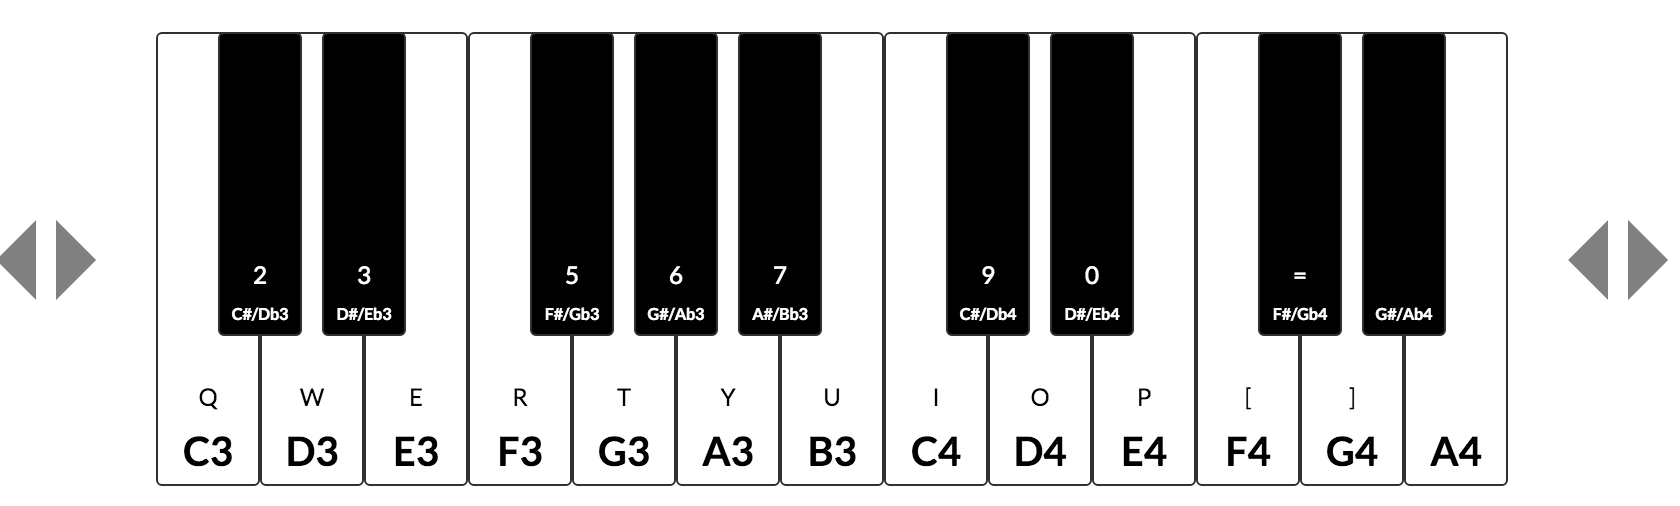 2 3 5 6 7 9 0 =
C#/Db3 D#/Eb3 F#/Gb3 G#/Ab3 A#/Bb3 C#/Db4 D#/Eb4 F#/Gb4 G#/Ab4
Q W E R T Y U I O P [ ]
C3 D3 E3 F3 G3 A3 B3 C4 D4 E4 F4 G4 A4